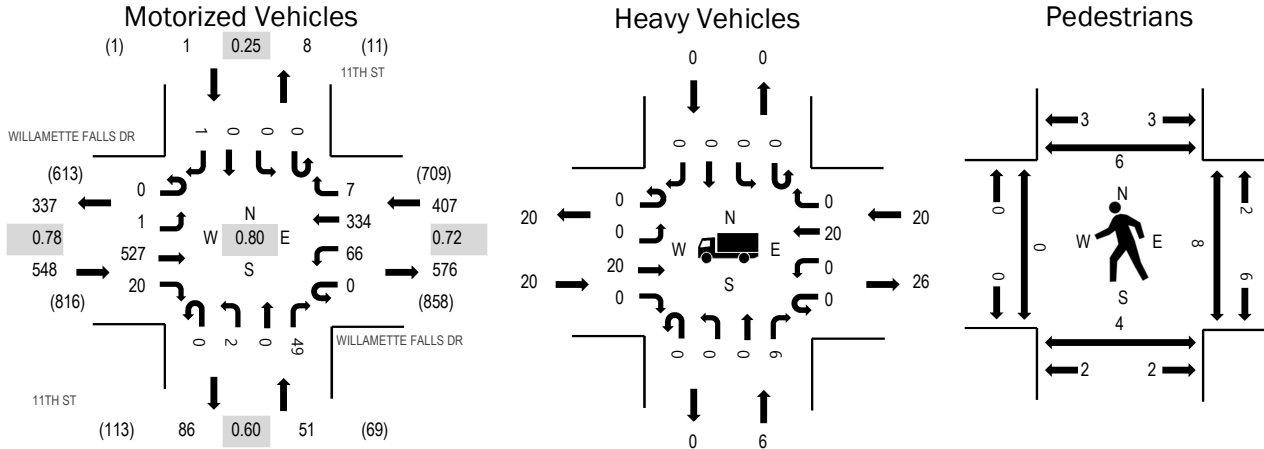 Motorized Vehicles
Heavy Vehicles
Pedestrians
(1) 1 0.25 8 (11)
11TH ST
WILLAMETTE FALLS DR
1 0 0 0
(613) 0 7 (709)
337 1 334 407
0.78 W N 0.80 E S 0.72
548 527 66 576
(816) 20 0 (858)
0 2 0 49
WILLAMETTE FALLS DR
11TH ST
(113) 86 0.60 51 (69)
0 0
0 0 0 0
0 0
20 0 N 20 20
W E
20 20 S 0 26
0 0
0 0 0 6
0 6
3 3
6
N
0 0 W E 8 2
0 6
S
4
2 2